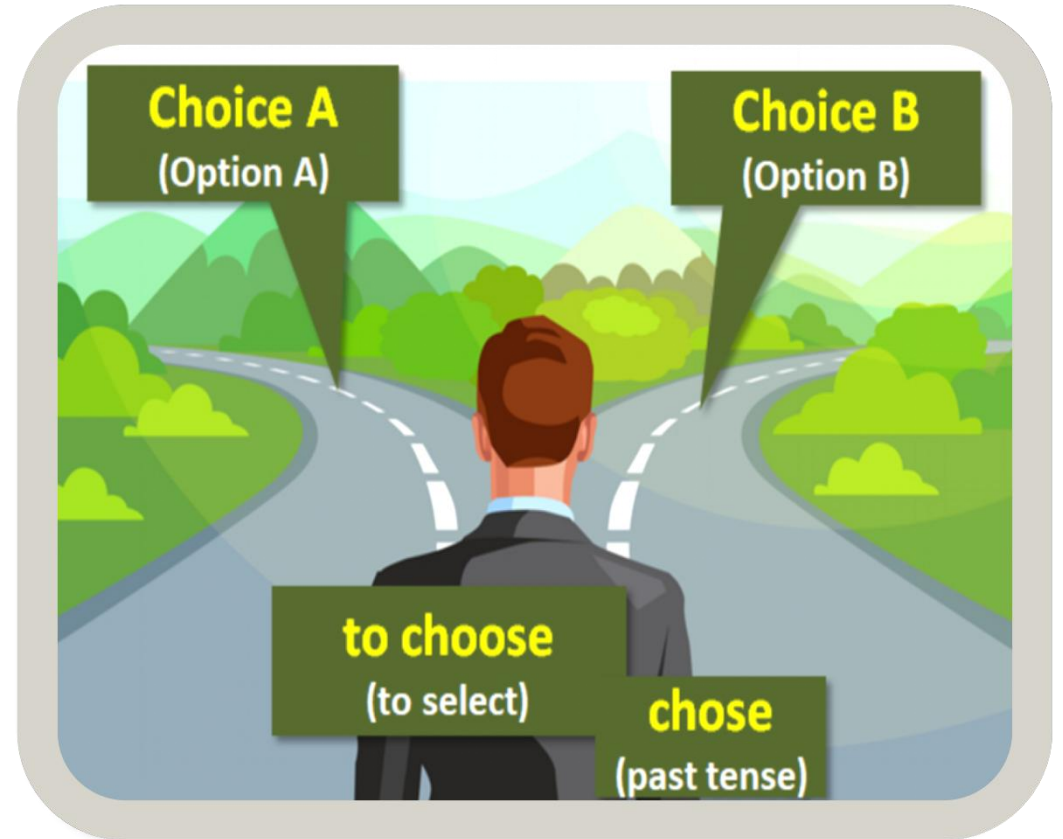 Choice A
(Option A)
Choice B
(Option B)
to choose
(to select)
chose
(past tense)